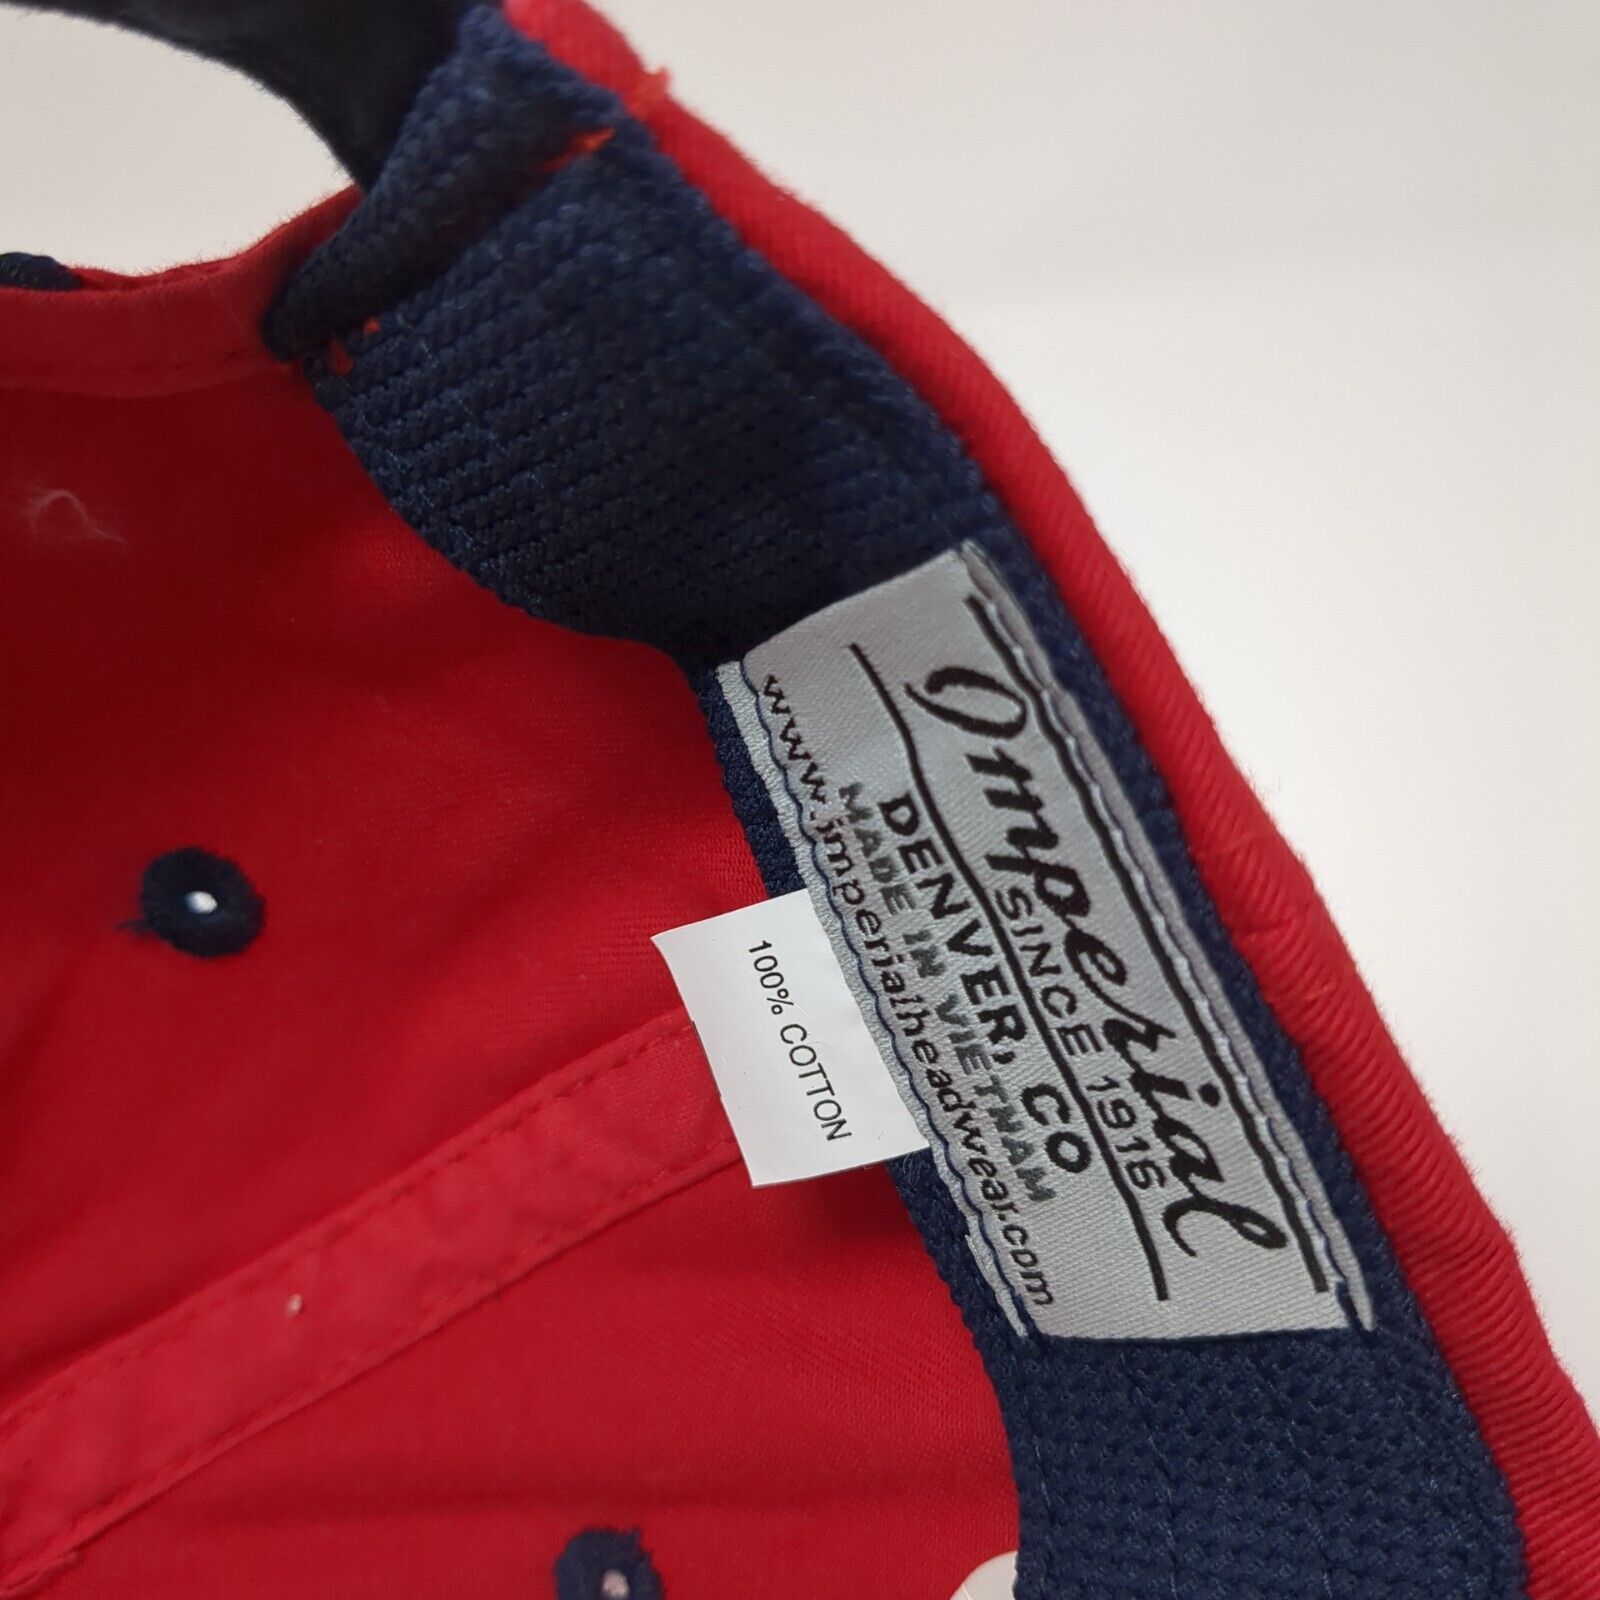 Imperial
SINCE 1916
DENVER, CO
MADE IN VIETNAM
www.imperialheadwear.com
100% COTTON